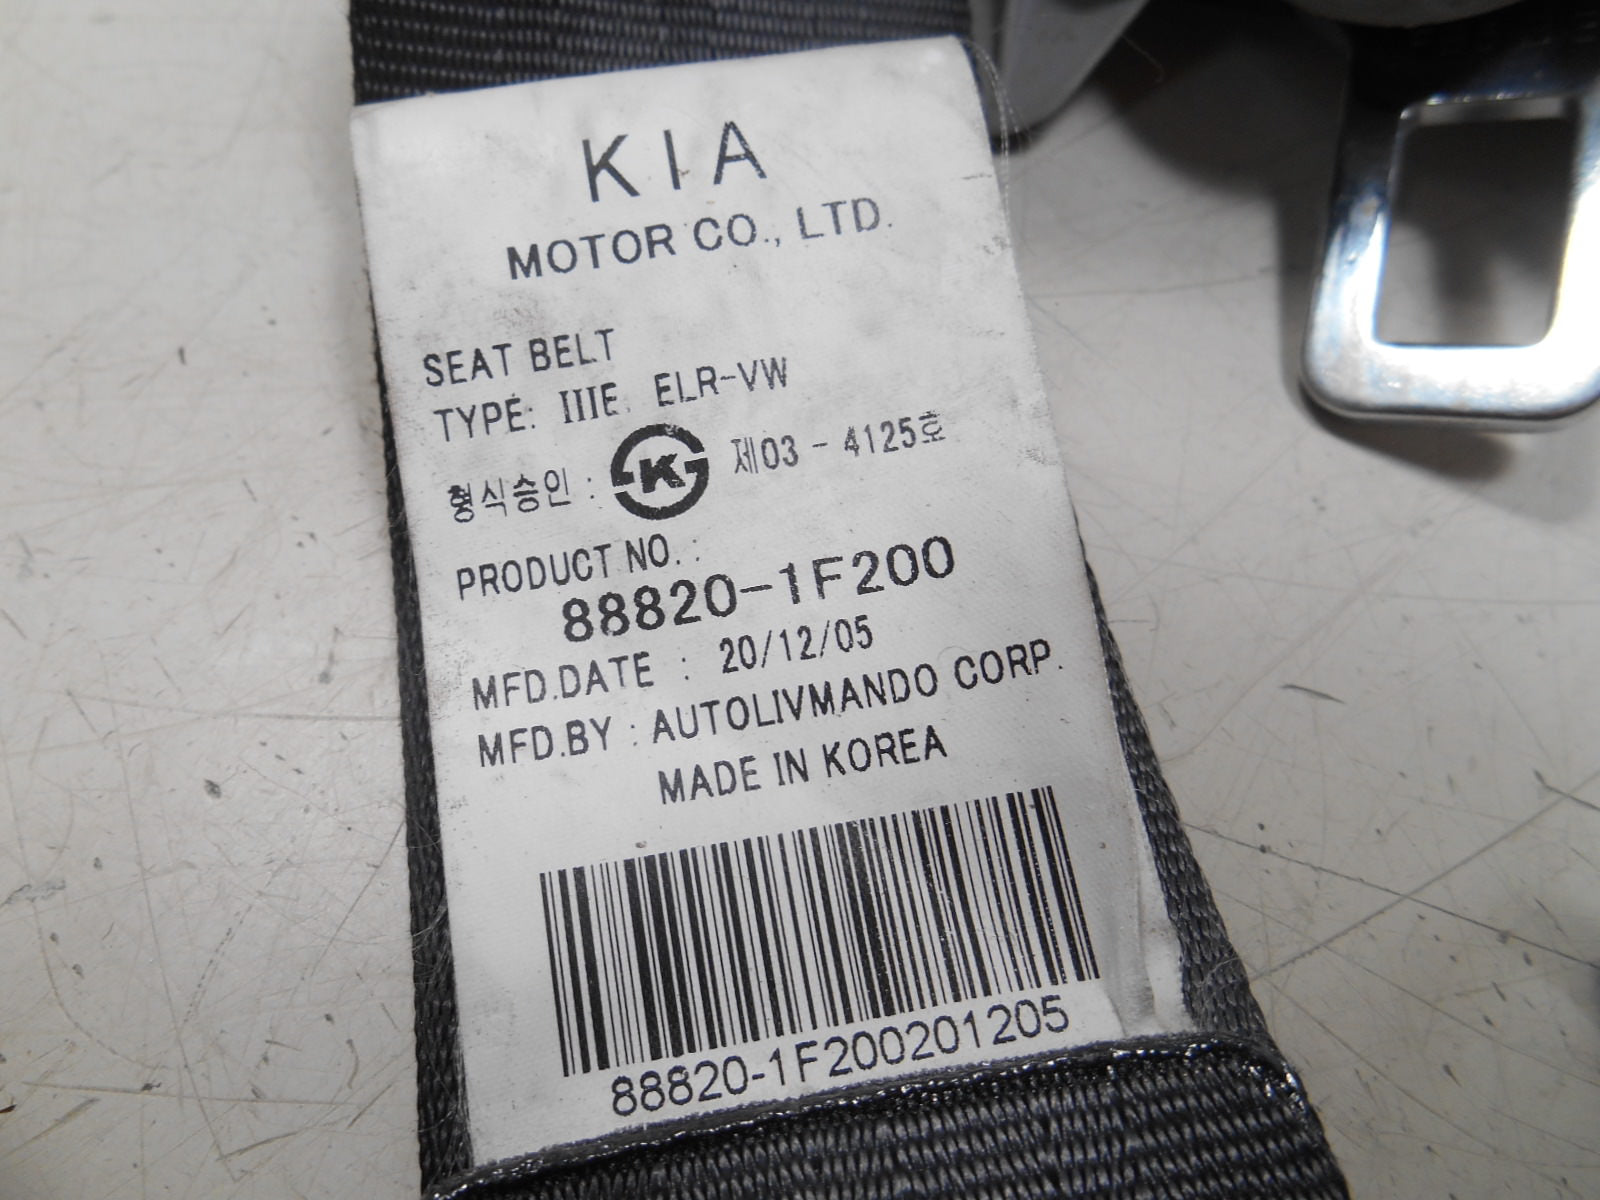 KIA
MOTOR CO., LTD.
SEAT BELT
TYPE: IIIE ELR-VW
형식승인 : K 제03 - 4125호
PRODUCT NO. :
88820-1F200
MFD.DATE : 20/12/05
MFD.BY : AUTOLIVMANDO CORP.
MADE IN KOREA
88820-1F200201205